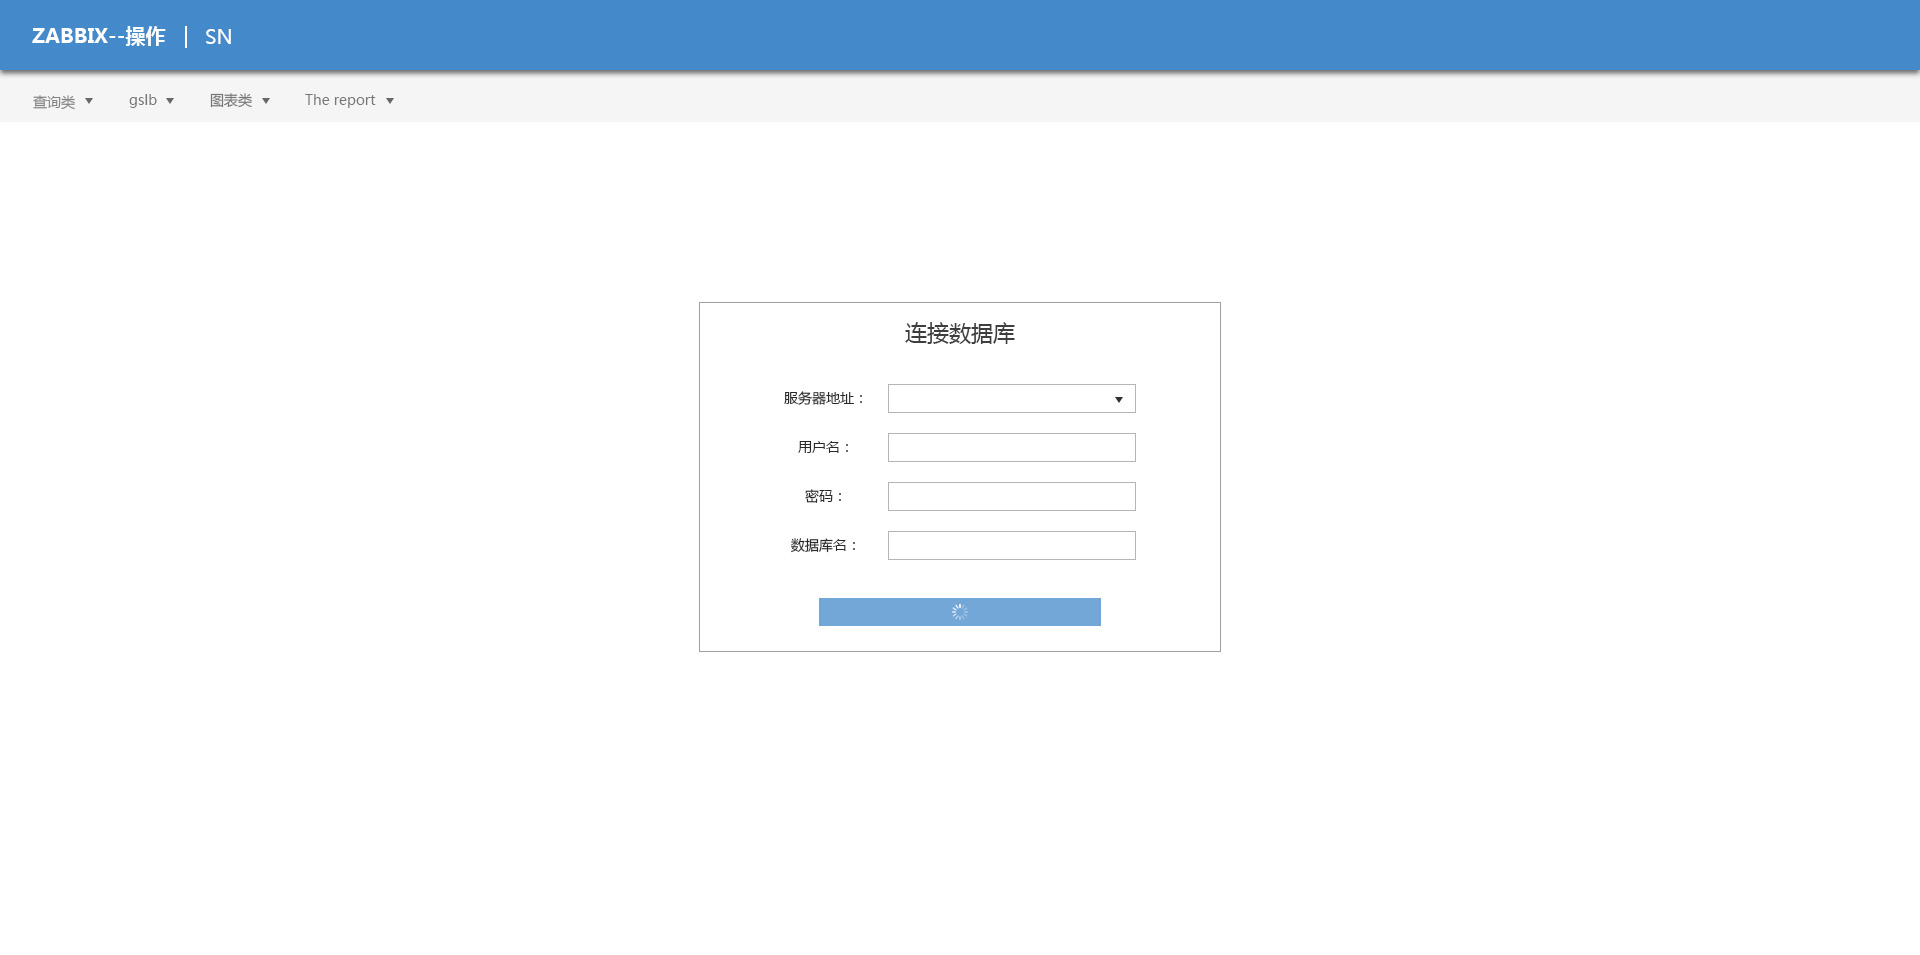 ZABBIX--操作 | SN
查询类 gslb 图表类 The report
连接数据库
服务器地址：
用户名：
密码：
数据库名：